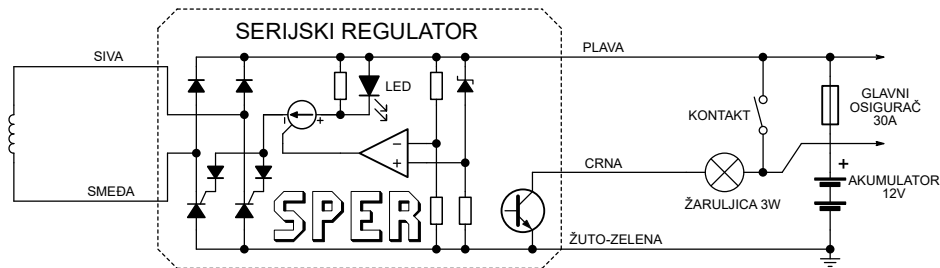 SERIJSKI REGULATOR
SIVA
PLAVA
LED
GLAVNI
OSIGURAČ
30A
KONTAKT
- +
-
+
CRNA
+
SMEĐA
SPER
ŽARULJICA 3W
AKUMULATOR
12V
ŽUTO-ZELENA